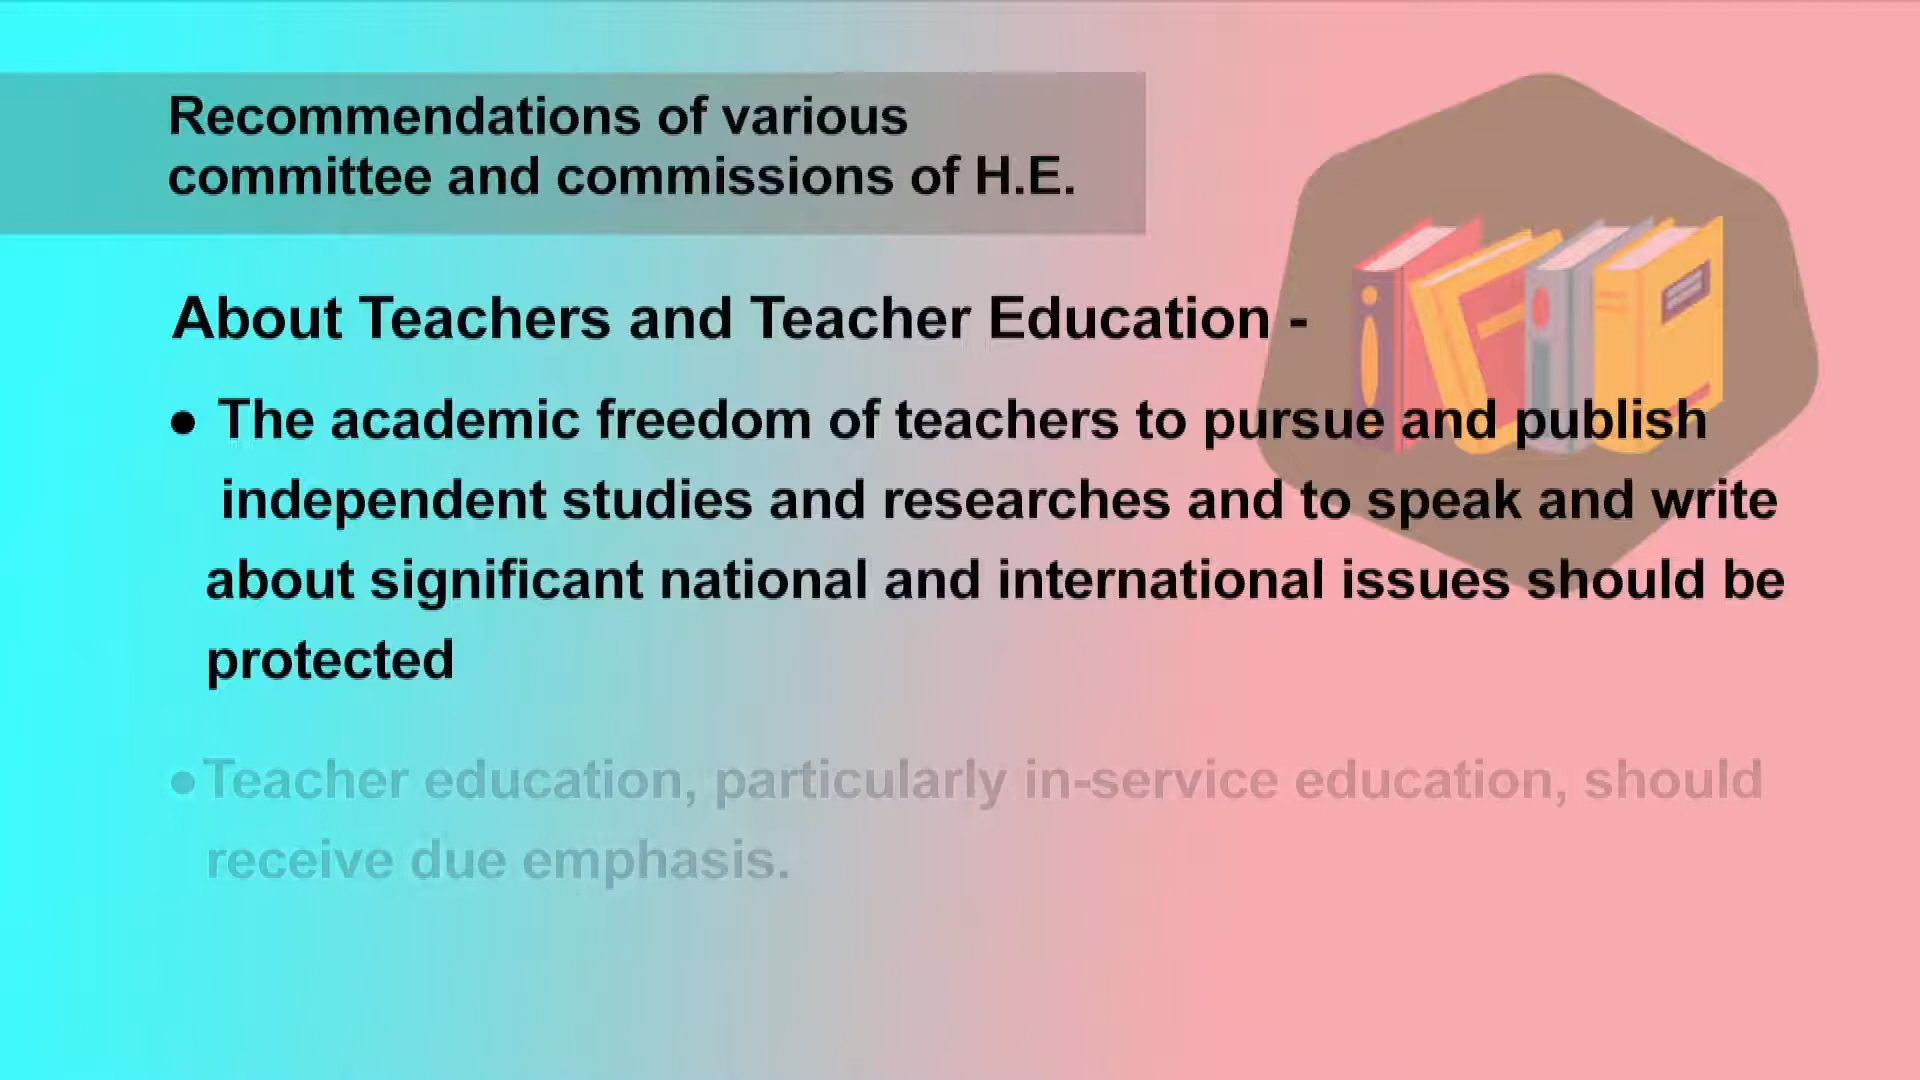 Recommendations of various
committee and commissions of H.E.
About Teachers and Teacher Education -
● The academic freedom of teachers to pursue and publish
independent studies and researches and to speak and write
about significant national and international issues should be
protected
●Teacher education, particularly in-service education, should
receive due emphasis.